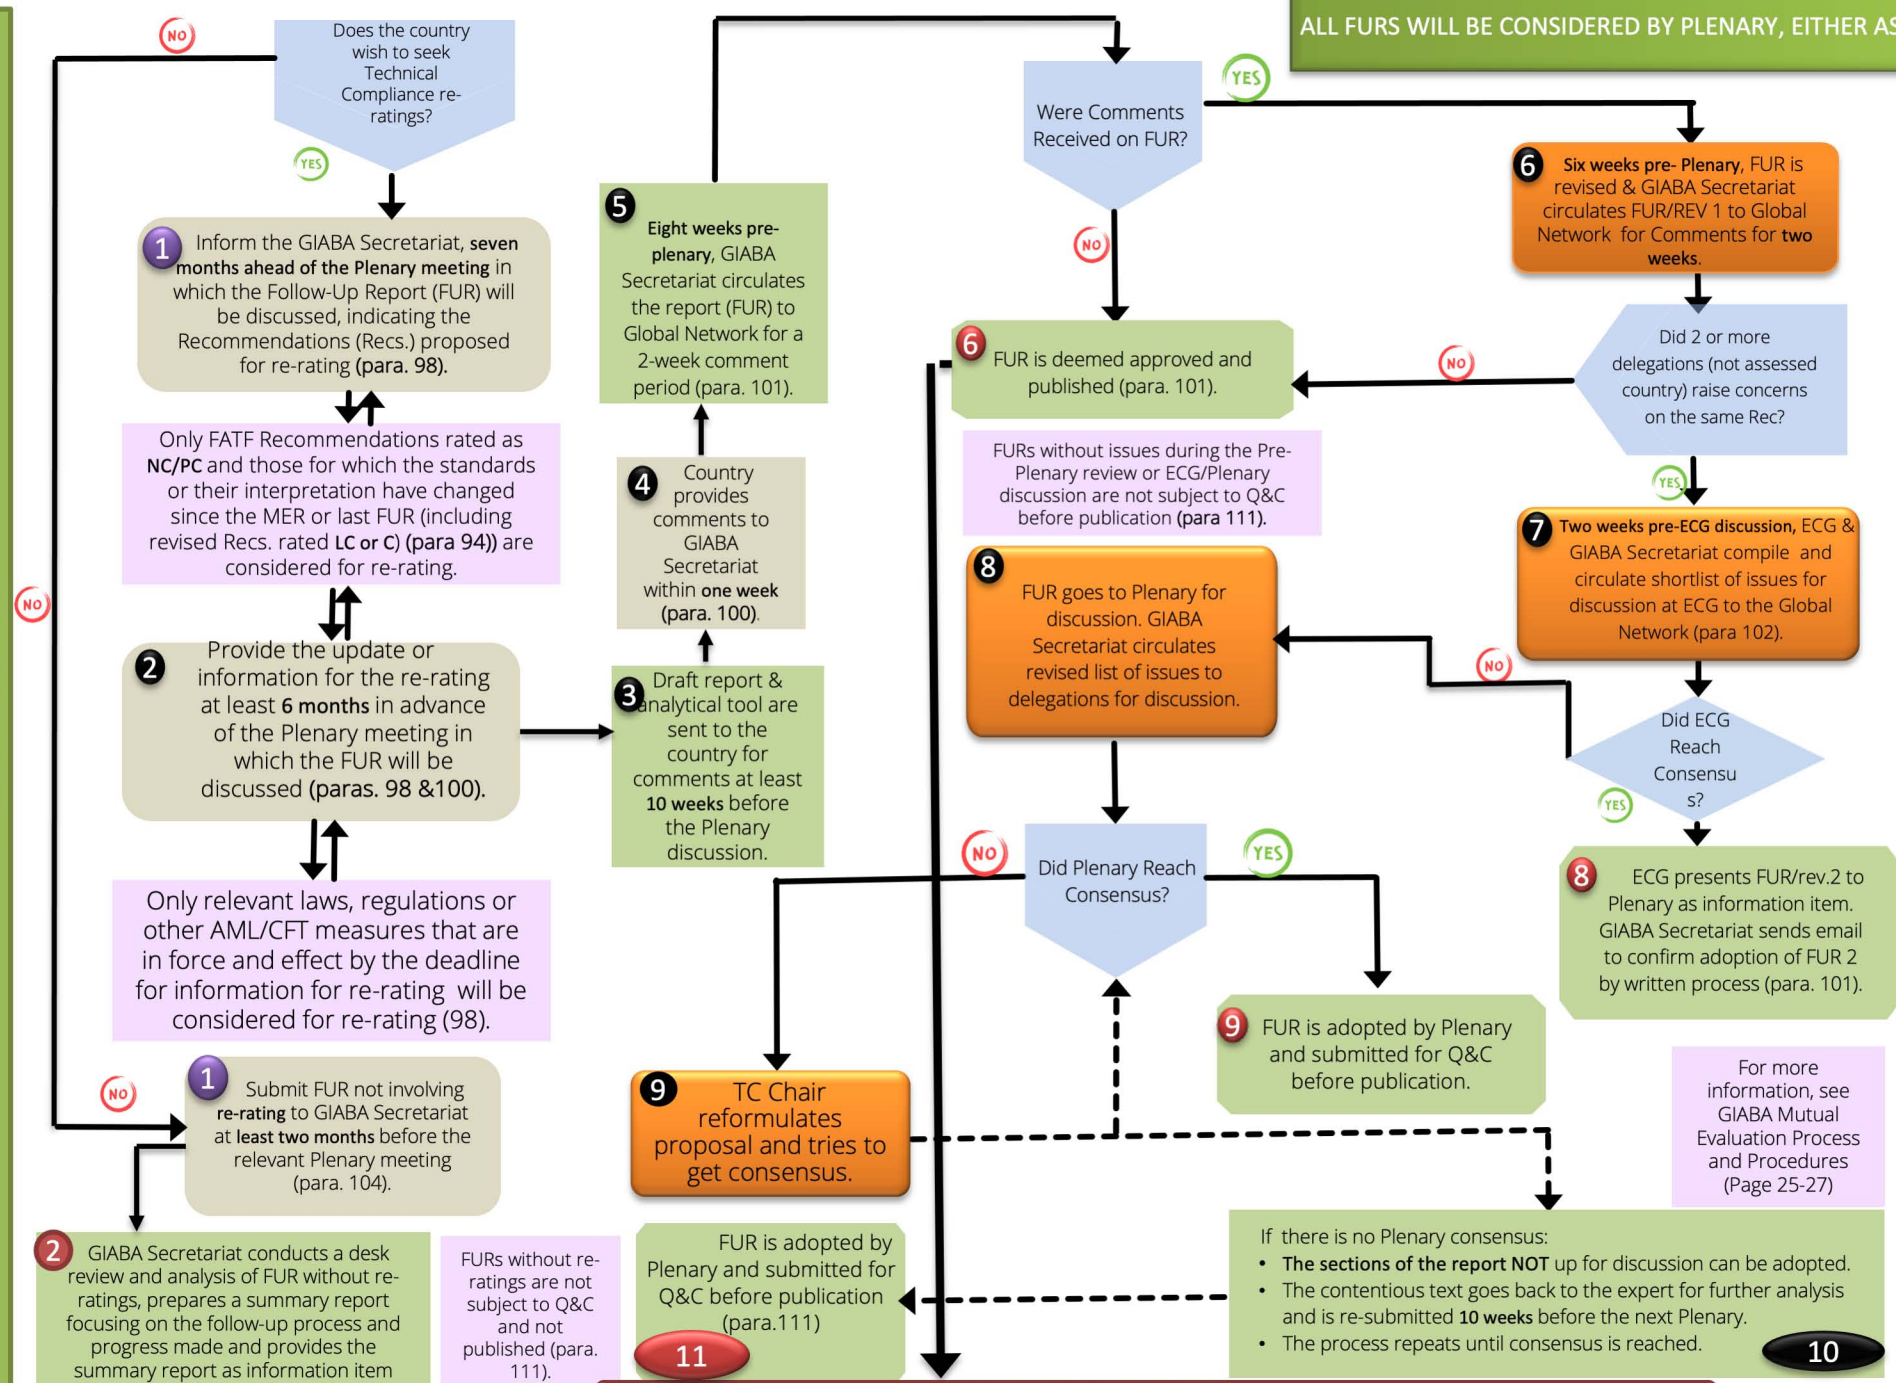 ALL FURS WILL BE CONSIDERED BY PLENARY, EITHER AS
NO
Does the country
wish to seek
Technical
Compliance re-
ratings?
YES
1
Inform the GIABA Secretariat, seven
months ahead of the Plenary meeting in
which the Follow-Up Report (FUR) will
be discussed, indicating the
Recommendations (Recs.) proposed
for re-rating (para. 98).
Only FATF Recommendations rated as
NC/PC and those for which the standards
or their interpretation have changed
since the MER or last FUR (including
revised Recs. rated LC or C) (para 94)) are
considered for re-rating.
NO
2
Provide the update or
information for the re-rating
at least 6 months in advance
of the Plenary meeting in
which the FUR will be
discussed (paras. 98 &100).
Only relevant laws, regulations or
other AML/CFT measures that are
in force and effect by the deadline
for information for re-rating will be
considered for re-rating (98).
NO
1
Submit FUR not involving
re-rating to GIABA Secretariat
at least two months before the
relevant Plenary meeting
(para. 104).
2
GIABA Secretariat conducts a desk
review and analysis of FUR without re-
ratings, prepares a summary report
focusing on the follow-up process and
progress made and provides the
summary report as information item
FURs without re-
ratings are not
subject to Q&C
and not
published (para.
111).
3
Draft report &
analytical tool are
sent to the
country for
comments at least
10 weeks before
the Plenary
discussion.
4
Country
provides
comments to
GIABA
Secretariat
within one week
(para. 100).
5
Eight weeks pre-
plenary, GIABA
Secretariat circulates
the report (FUR) to
Global Network for a
2-week comment
period (para. 101).
Were Comments
Received on FUR?
YES
NO
6
Six weeks pre- Plenary, FUR is
revised & GIABA Secretariat
circulates FUR/REV 1 to Global
Network for Comments for two
weeks.
Did 2 or more
delegations (not assessed
country) raise concerns
on the same Rec?
NO
YES
6
FUR is deemed approved and
published (para. 101).
FURs without issues during the Pre-
Plenary review or ECG/Plenary
discussion are not subject to Q&C
before publication (para 111).
7
Two weeks pre-ECG discussion, ECG &
GIABA Secretariat compile and
circulate shortlist of issues for
discussion at ECG to the Global
Network (para 102).
8
FUR goes to Plenary for
discussion. GIABA
Secretariat circulates
revised list of issues to
delegations for discussion.
NO
Did ECG
Reach
Consensu
s?
YES
8
ECG presents FUR/rev.2 to
Plenary as information item.
GIABA Secretariat sends email
to confirm adoption of FUR 2
by written process (para. 101).
NO
Did Plenary Reach
Consensus?
YES
9
FUR is adopted by Plenary
and submitted for Q&C
before publication.
9
TC Chair
reformulates
proposal and tries to
get consensus.
For more
information, see
GIABA Mutual
Evaluation Process
and Procedures
(Page 25-27)
If there is no Plenary consensus:
• The sections of the report NOT up for discussion can be adopted.
• The contentious text goes back to the expert for further analysis
and is re-submitted 10 weeks before the next Plenary.
• The process repeats until consensus is reached.
10
FUR is adopted by
Plenary and submitted for
Q&C before publication
(para.111)
11